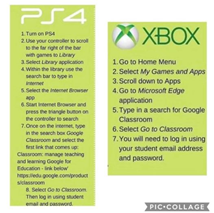 PS4
1. Turn on PS4
2. Use your controller to scroll
to the far right of the bar
with games to Library
3. Select Library application
4. Within the library use the
search bar to type in
Internet
5. Select the Internet Browser
app
6. Start Internet Browser and
press the triangle button on
the controller to search
7. Once on the internet, type
in the search box Google
Classroom and select the
first link that comes up:
Classroom: manage teaching
and learning Google for
Education - link below'
https://edu.google.com/product
s/classroom
8. Select Go to Classroom.
Then log in using student
email and password.
XBOX
1. Go to Home Menu
2. Select My Games and Apps
3. Scroll down to Apps
4. Go to Microsoft Edge
application
5. Type in a search for Google
Classroom
6. Select Go to Classroom
7. You will need to log in using
your student email address
and password.
PIC•COLLAGE